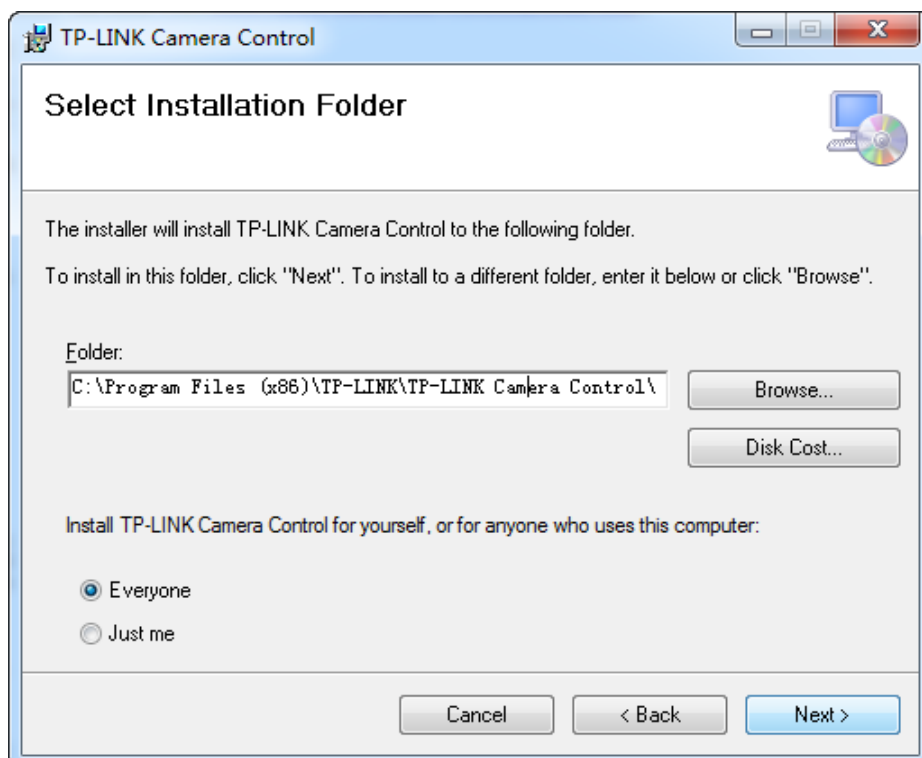 TP-LINK Camera Control
Select Installation Folder
The installer will install TP-LINK Camera Control to the following folder.
To install in this folder, click "Next". To install to a different folder, enter it below or click "Browse".
Folder:
C:\Program Files (x86)\TP-LINK\TP-LINK Camera Control\
Browse...
Disk Cost...
Install TP-LINK Camera Control for yourself, or for anyone who uses this computer:
Everyone
Just me
Cancel
< Back
Next >